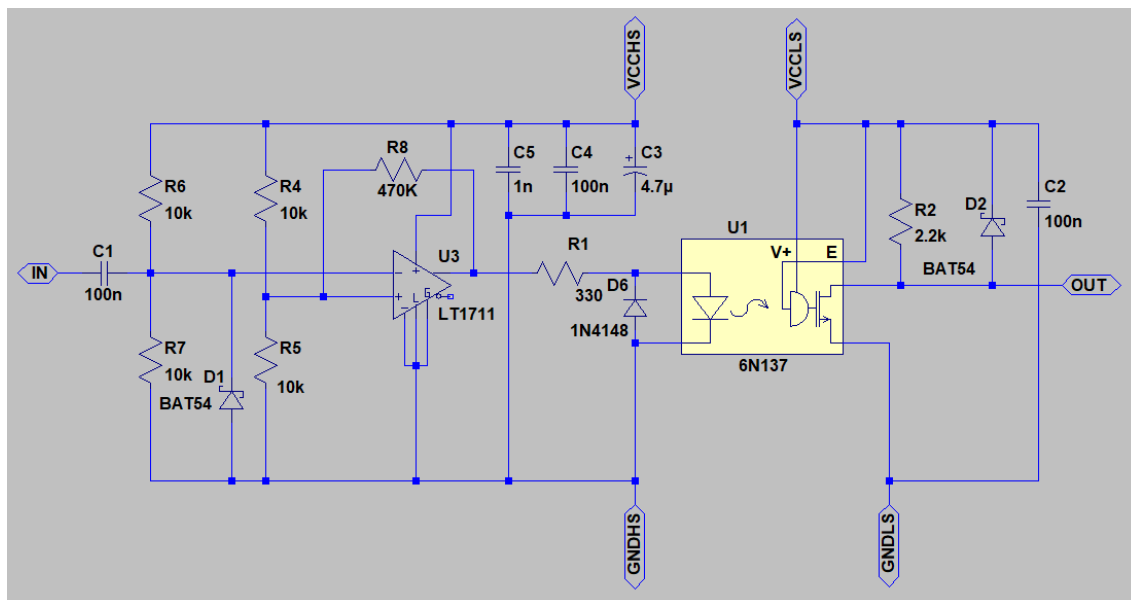 VCCHS
VCCLS
R6
10k
R4
10k
R8
470K
C5
1n
C4
100n
C3
+
4.7µ
C1
100n
IN
U3
−
+
+
−
L
G
LT1711
R1
330
D6
1N4148
U1
V+
E
6N137
R2
2.2k
D2
BAT54
C2
100n
OUT
R7
10k
D1
BAT54
R5
10k
GNDHS
GNDLS